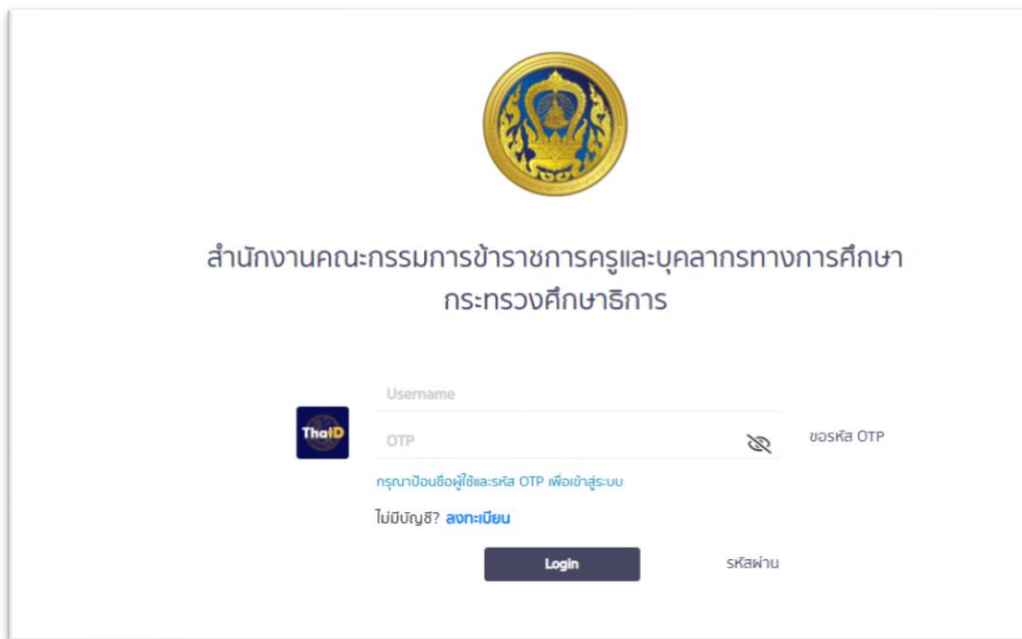 สำนักงานคณะกรรมการข้าราชการครูและบุคลากรทางการศึกษา
กระทรวงศึกษาธิการ
Username
ThaID
OTP
ขอรหัส OTP
กรุณาป้อนชื่อผู้ใช้และรหัส OTP เพื่อเข้าสู่ระบบ
ไม่มีบัญชี? ลงทะเบียน
Login
รหัสผ่าน